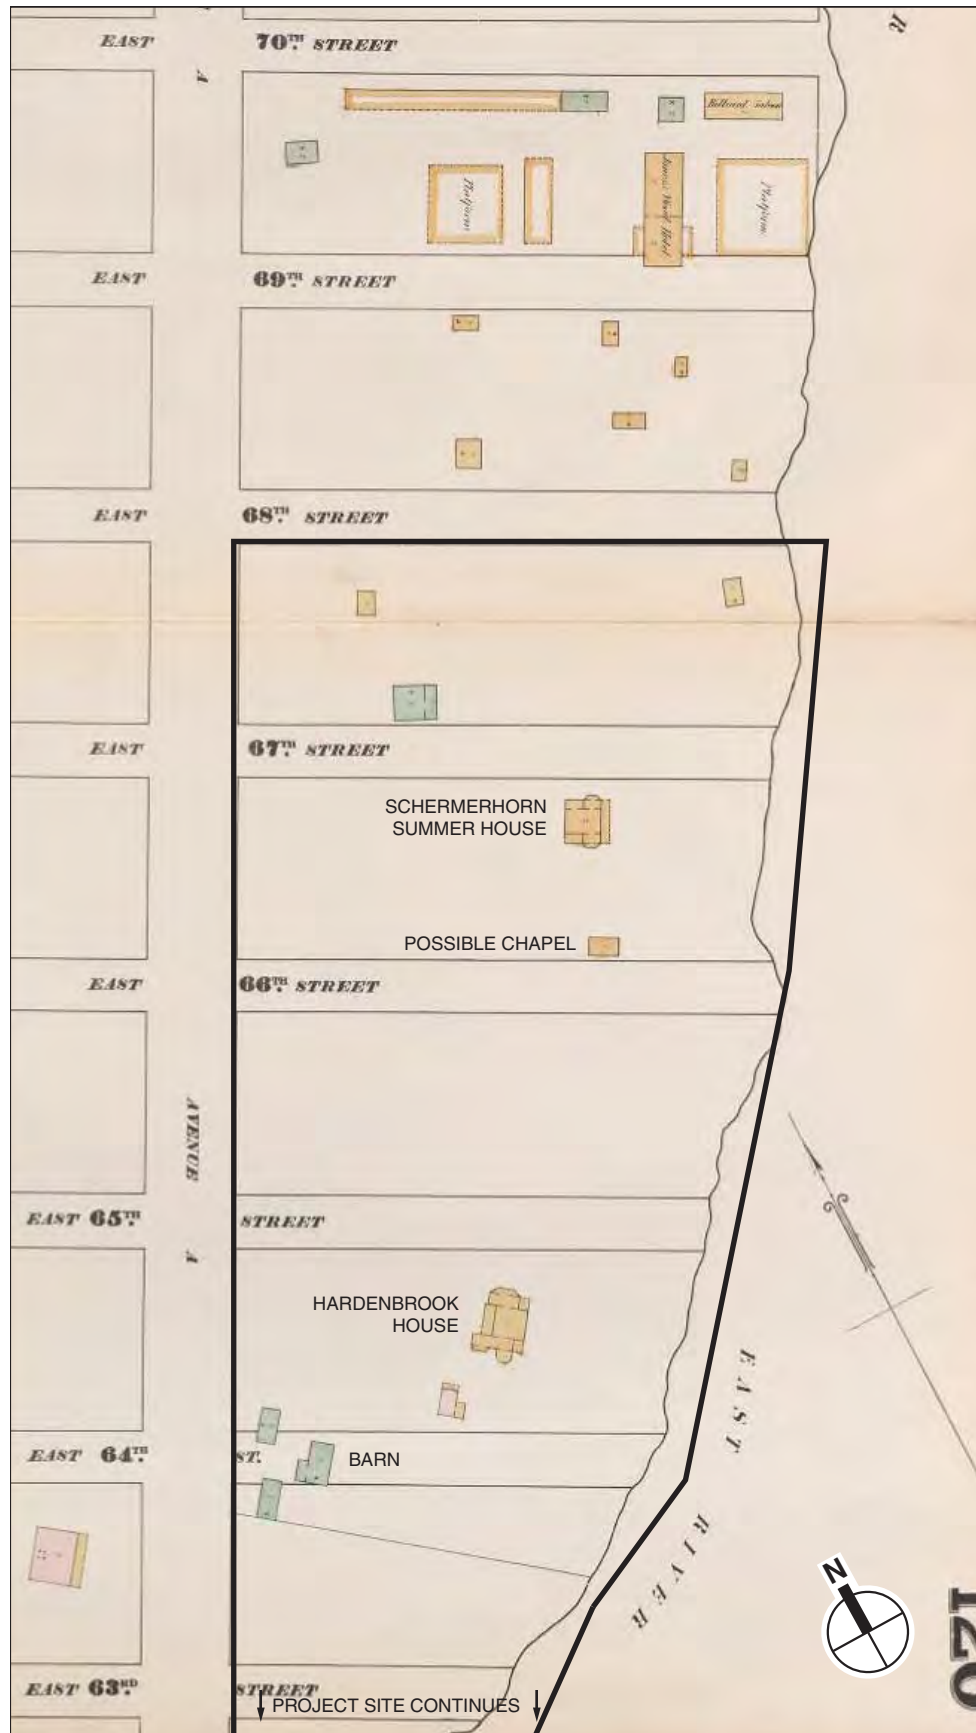 R
EAST 70TH. STREET
A
Platform
Platform
EAST 69TH. STREET
EAST 68TH. STREET
EAST 67TH. STREET
SCHERMERHORN
SUMMER HOUSE
POSSIBLE CHAPEL
EAST 66TH. STREET
AVENUE A
EAST 65TH. STREET
HARDENBROOK
HOUSE
EAST RIVER
EAST 64TH. ST.
BARN
N
120
EAST 63RD. STREET
PROJECT SITE CONTINUES